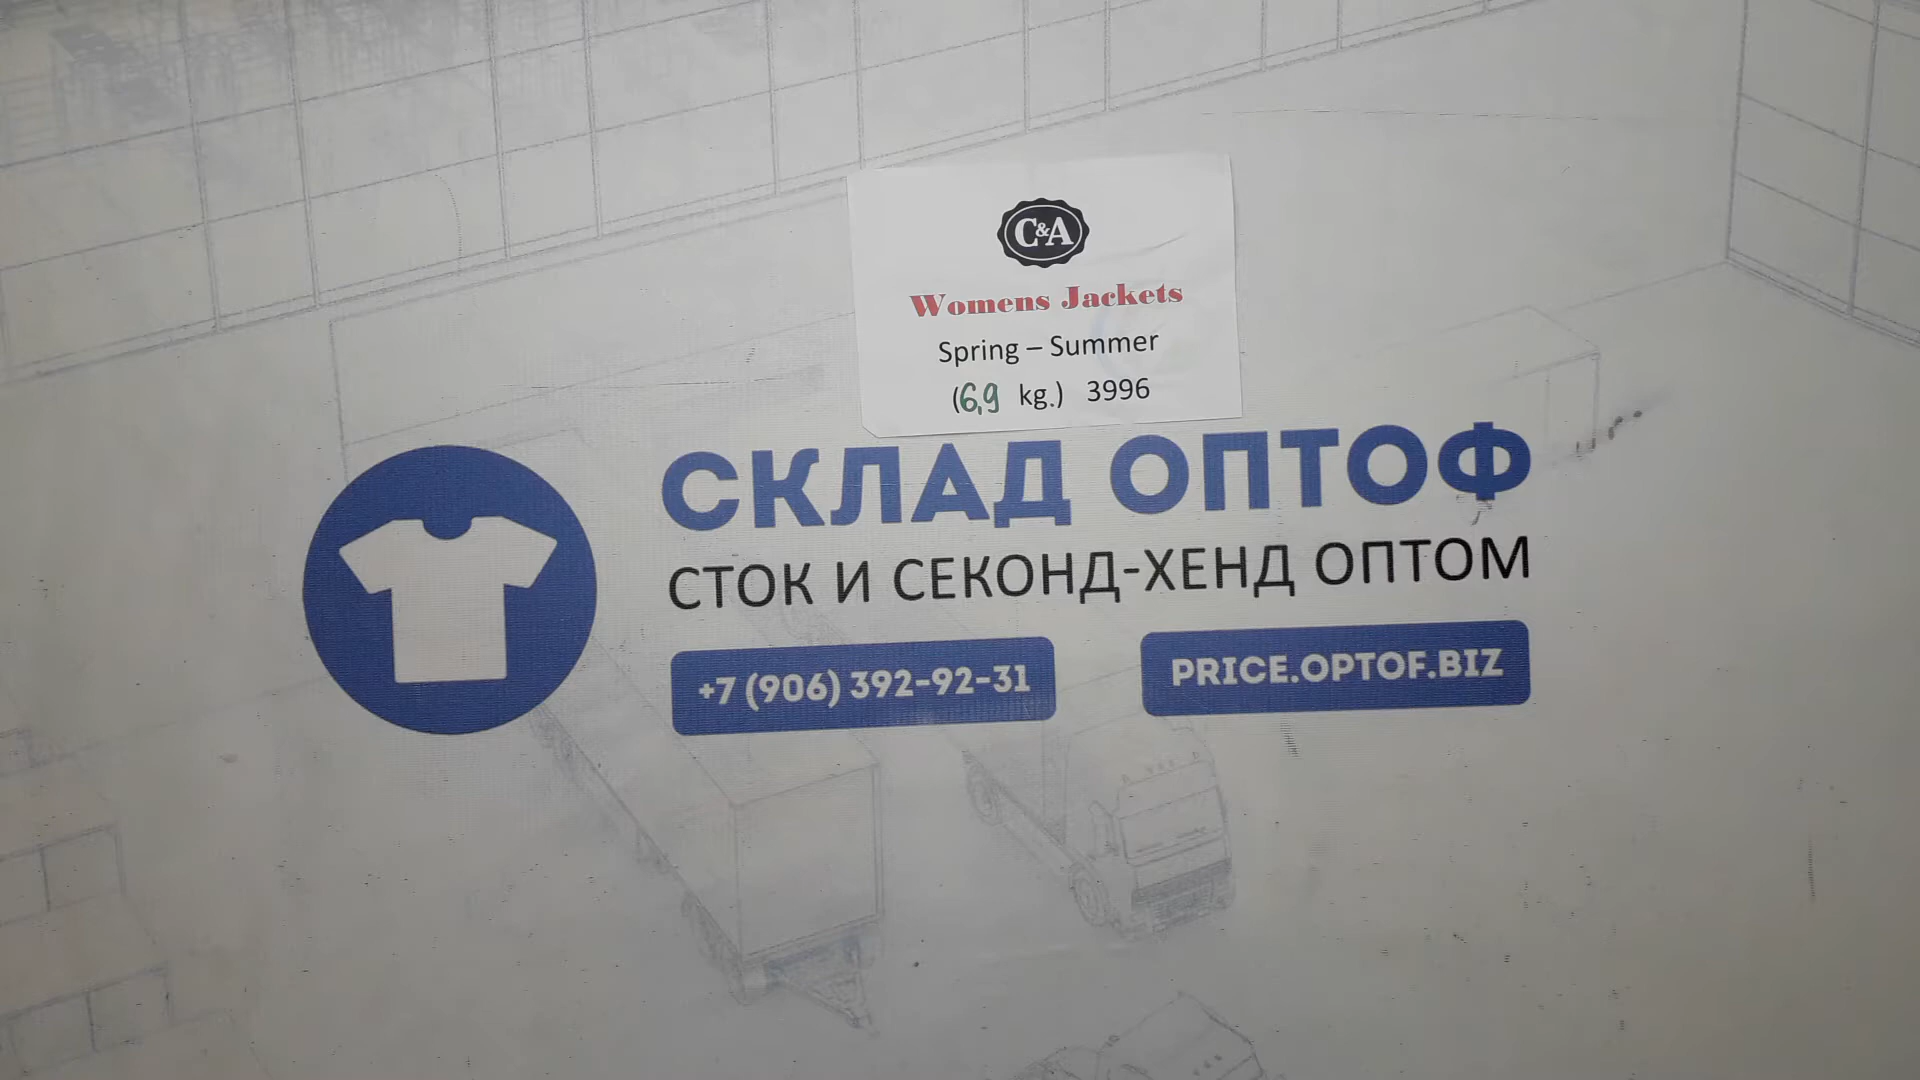 C&A
Womens Jackets
Spring – Summer
(6,9 kg.) 3996
СКЛАД ОПТОФ
СТОК И СЕКОНД-ХЕНД ОПТОМ
+7 (906) 392-92-31
PRICE.OPTOF.BIZ